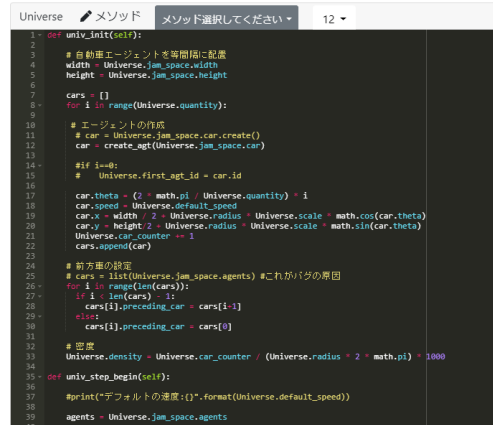 Universe メソッド メソッド選択してください 12
1 def univ_init(self):
2
3 # 自動車エージェントを等間隔に配置
4 width = Universe.jam_space.width
5 height = Universe.jam_space.height
6
7 cars = []
8 for i in range(Universe.quantity):
9
10 # エージェントの作成
11 # car = Universe.jam_space.car.create()
12 car = create_agt(Universe.jam_space.car)
13
14 #if i==0:
15 # Universe.first_agt_id = car.id
16
17 car.theta = (2 * math.pi / Universe.quantity) * i
18 car.speed = Universe.default_speed
19 car.x = width / 2 + Universe.radius * Universe.scale * math.cos(car.theta)
20 car.y = height/2 + Universe.radius * Universe.scale * math.sin(car.theta)
21 Universe.car_counter += 1
22 cars.append(car)
23
24 # 前方車の設定
25 # cars = list(Universe.jam_space.agents) #これがバグの原因
26 for i in range(len(cars)):
27 if i < len(cars) - 1:
28 cars[i].preceding_car = cars[i+1]
29 else:
30 cars[i].preceding_car = cars[0]
31
32 # 密度
33 Universe.density = Universe.car_counter / (Universe.radius * 2 * math.pi) * 1000
34
35 def univ_step_begin(self):
36
37 #print("デフォルトの速度:{}".format(Universe.default_speed))
38
39 agents = Universe.jam_space.agents